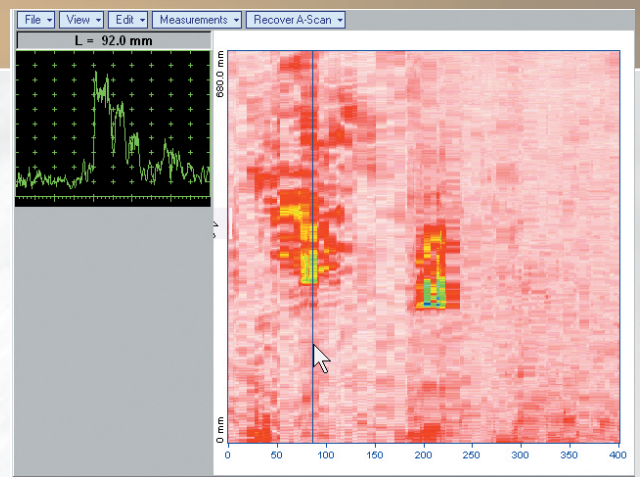 File View Edit Measurements Recover A-Scan
L = 92.0 mm
680.0 mm
0 mm
0 50 100 150 200 250 300 350 400